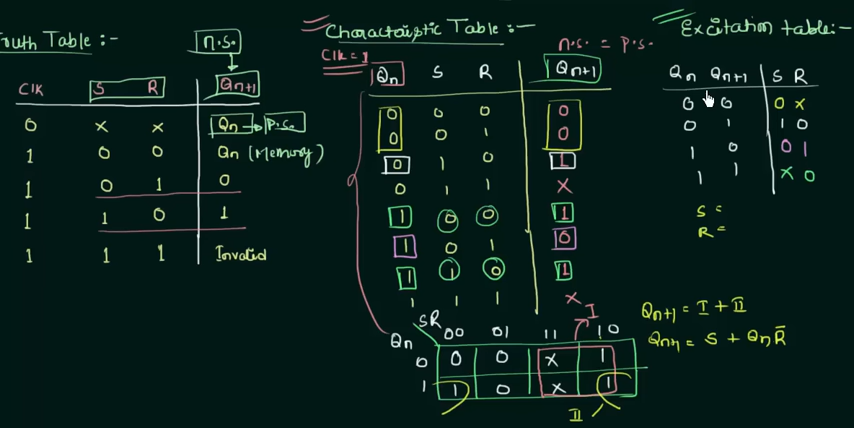 Truth Table :-
n.s.
Clk S R Qn+1
0 x x Qn → p.s.
1 0 0 Qn (Memory)
1 0 1 0
1 1 0 1
1 1 1 Invalid
Charactaristic Table :-
Clk = 1
n.s. = p.s.
Qn S R Qn+1
0 0 0 0
0 0 1 0
0 1 0 1
0 1 1 x
1 0 0 1
1 0 1 0
1 1 0 1
1 1 1 x
I
SR
Qn 00 01 11 10
0 0 0 x 1
1 1 0 x 1
II
Excitation table:-
Qn Qn+1 S R
0 0 0 x
0 1 1 0
1 0 0 1
1 1 x 0
S =
R =
Qn+1 = I + II
Qn+1 = S + Qn R̄